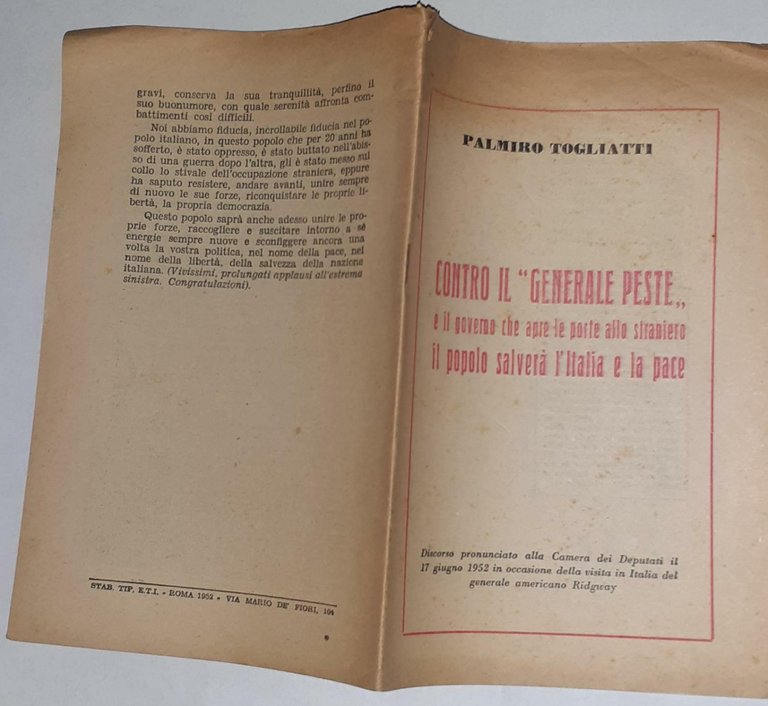 gravi, conserva la sua tranquillità, perfino il
suo buonumore, con quale serenità affronta com-
battimenti così difficili.
Noi abbiamo fiducia, incrollabile fiducia nel po-
polo italiano, in questo popolo che per 20 anni ha
sofferto, è stato oppresso, è stato buttato nell'abis-
so di una guerra dopo l'altra, gli è stato messo sul
collo lo stivale dell'occupazione straniera, eppure
ha saputo resistere, andare avanti, unire sempre
di nuovo le sue forze, riconquistare le proprie li-
bertà, la propria democrazia.
Questo popolo saprà anche adesso unire le pro-
prie forze, raccogliere e suscitare intorno a sè
energie sempre nuove e sconfiggere ancora una
volta la vostra politica, nel nome della pace, nel
nome della libertà, della salvezza della nazione
italiana. (Vivissimi, prolungati applausi all'estrema
sinistra. Congratulazioni).
STAB. TIP. E.T.I. - ROMA 1952 - VIA MARIO DE' FIORI, 104
PALMIRO TOGLIATTI
CONTRO IL "GENERALE PESTE„
e il governo che apre le porte allo straniero
il popolo salverà l'Italia e la pace
Discorso pronunciato alla Camera dei Deputati il
17 giugno 1952 in occasione della visita in Italia del
generale americano Ridgway